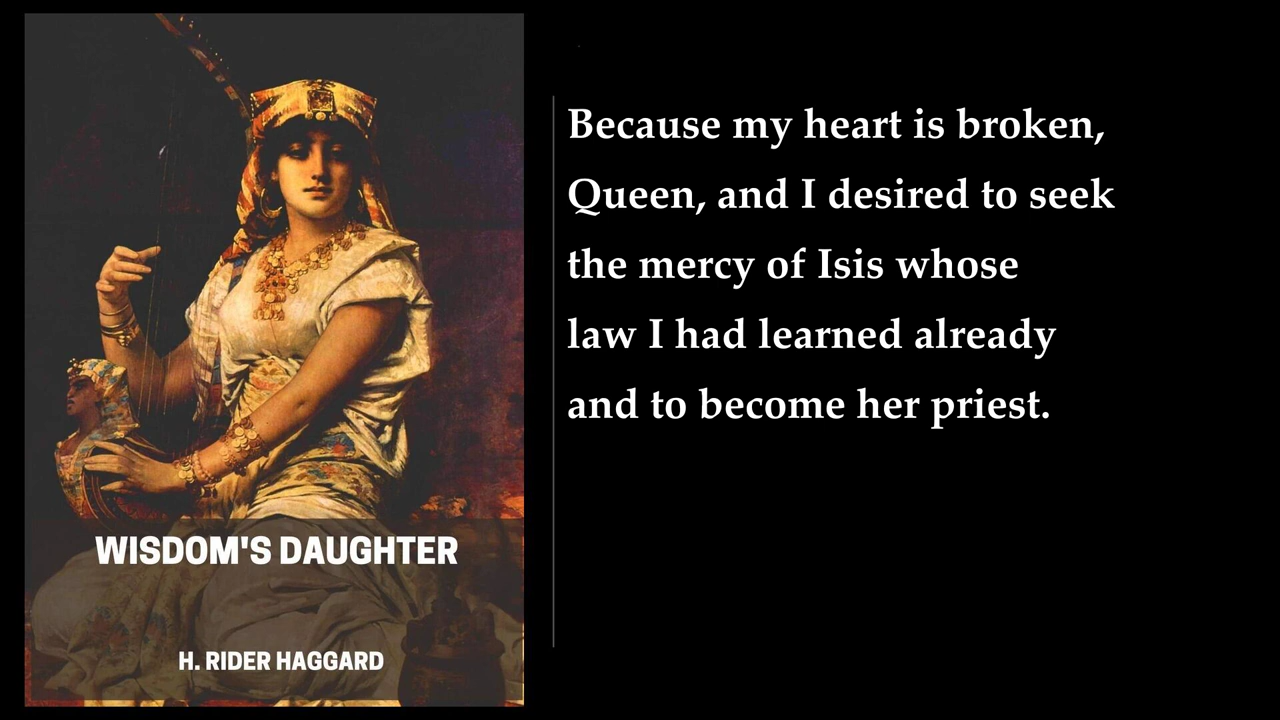 WISDOM'S DAUGHTER
H. RIDER HAGGARD
Because my heart is broken,
Queen, and I desired to seek
the mercy of Isis whose
law I had learned already
and to become her priest.